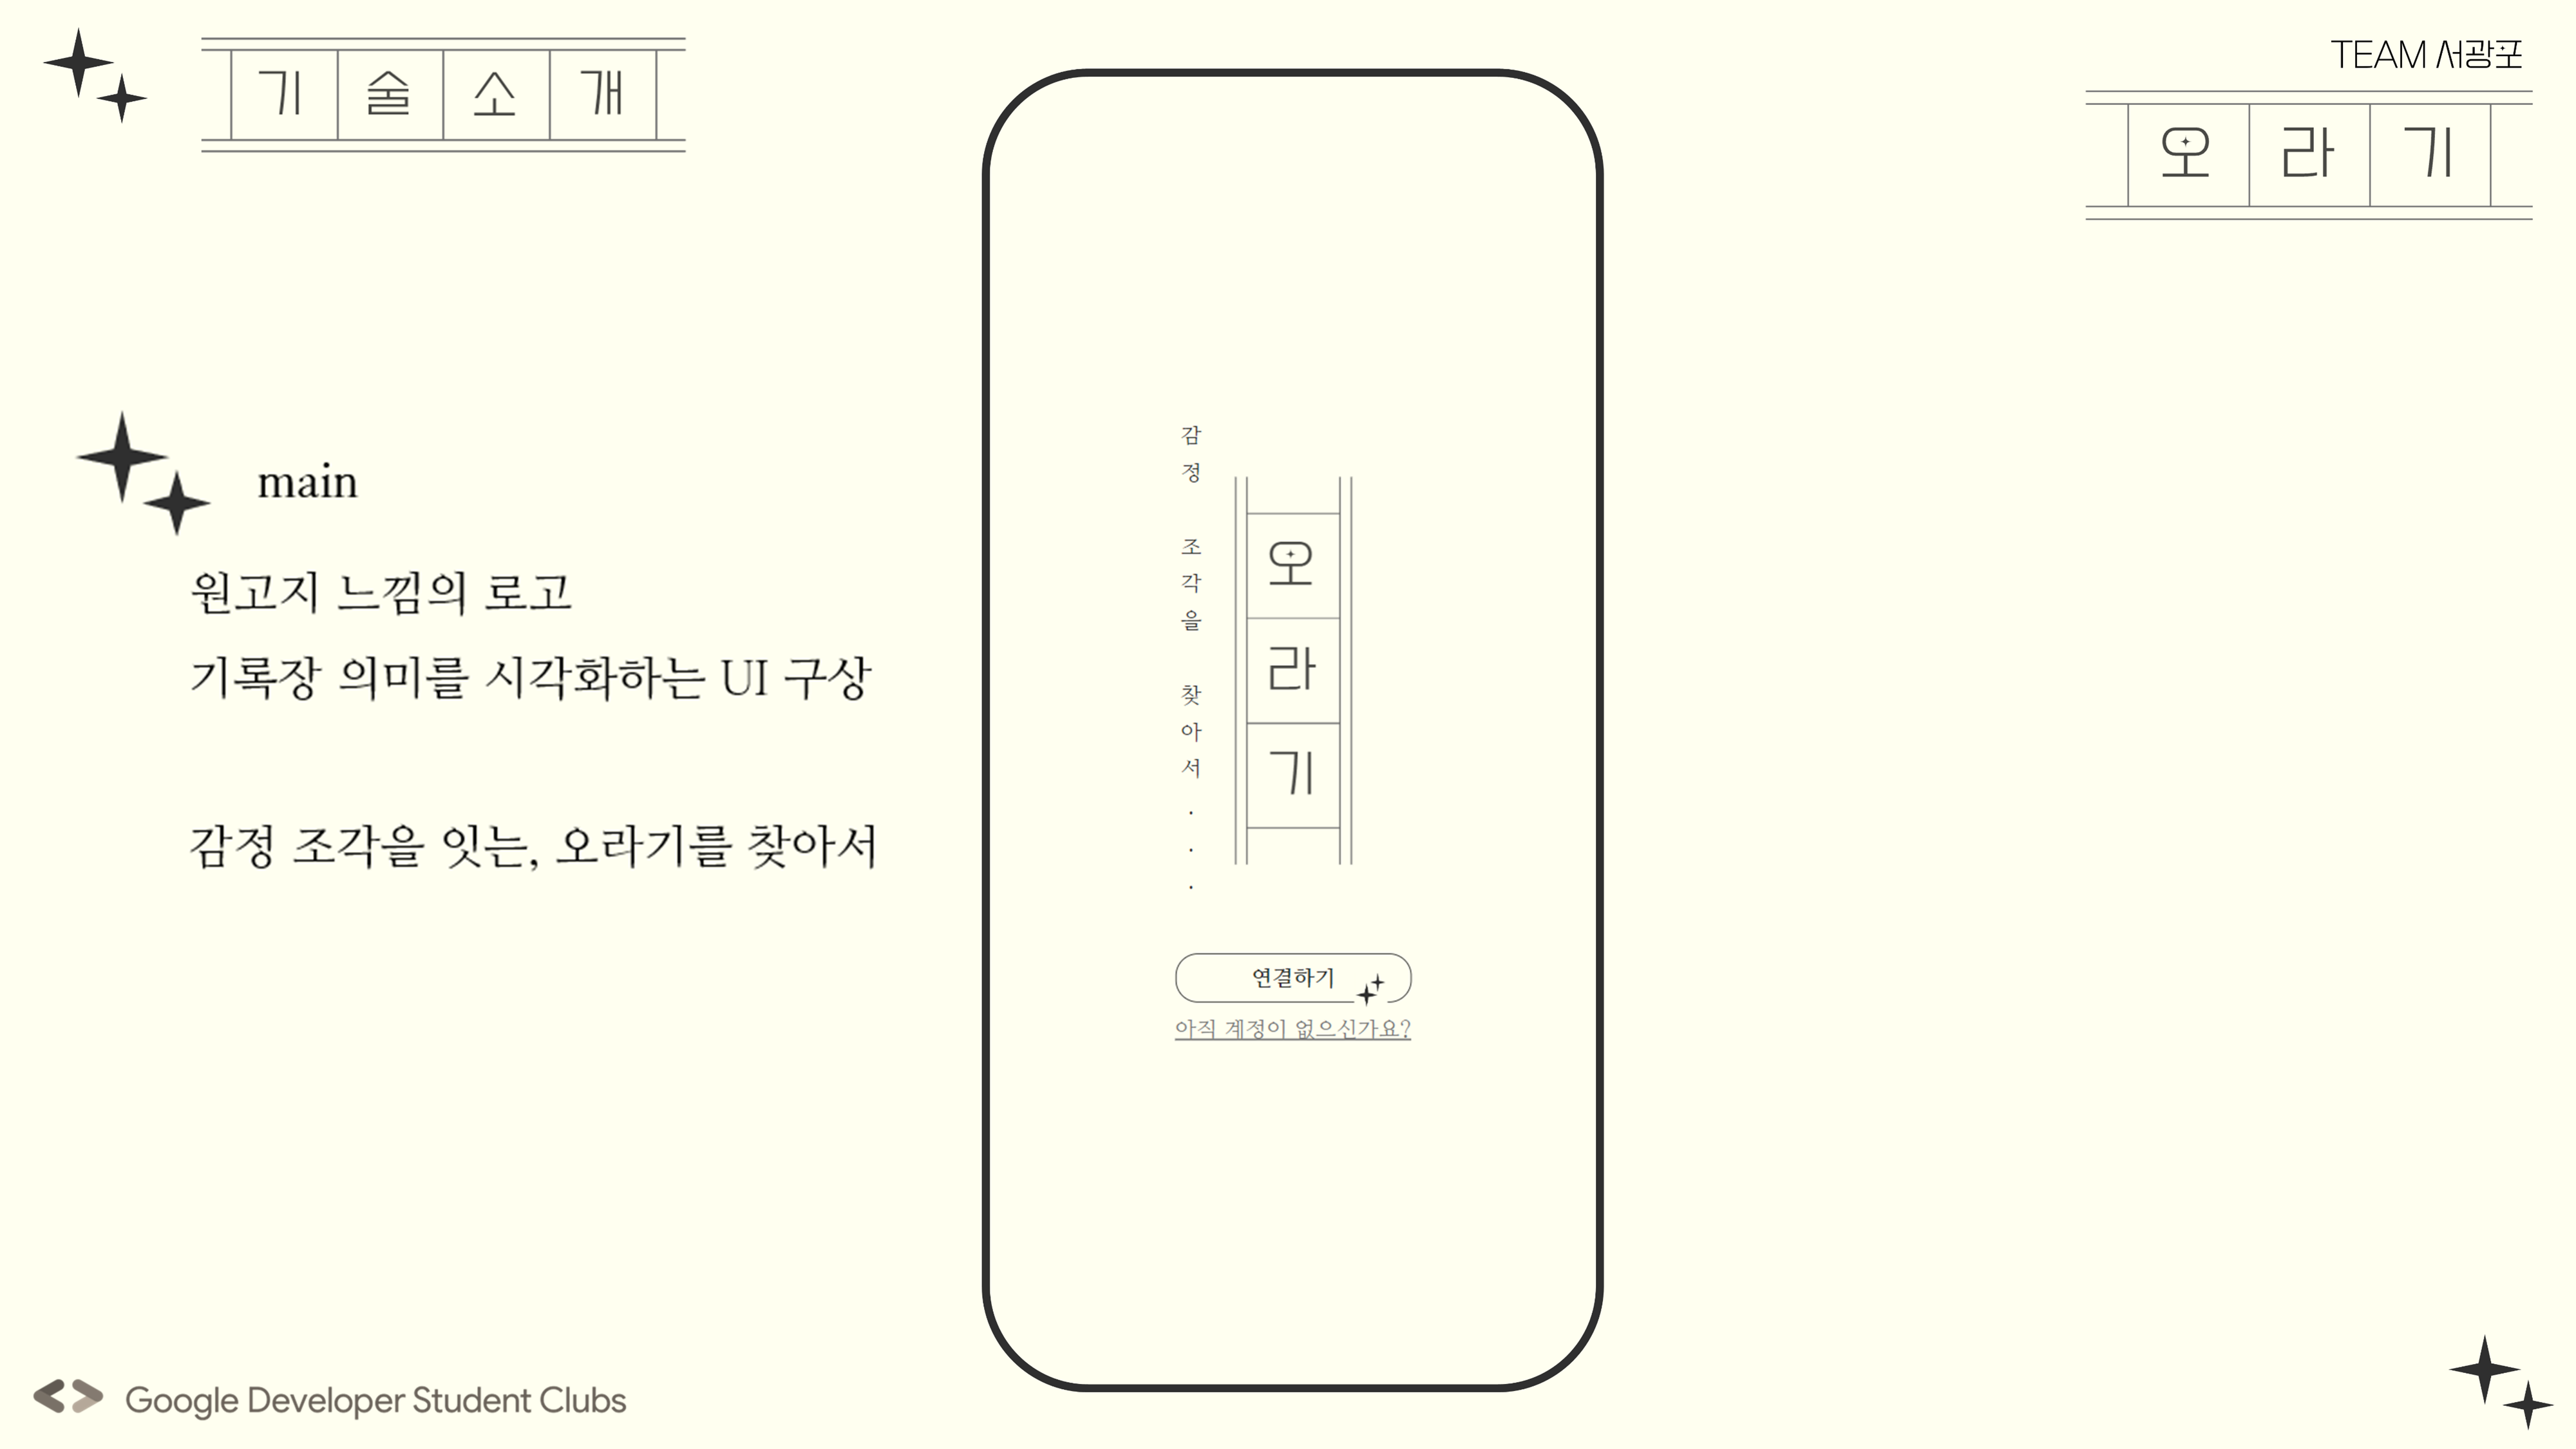 기술소개
TEAM 서광포
오라기
main
원고지 느낌의 로고
기록장 의미를 시각화하는 UI 구상
감정 조각을 잇는, 오라기를 찾아서
감정 조각을 찾아서...
오라기
연결하기
아직 계정이 없으신가요?
Google Developer Student Clubs